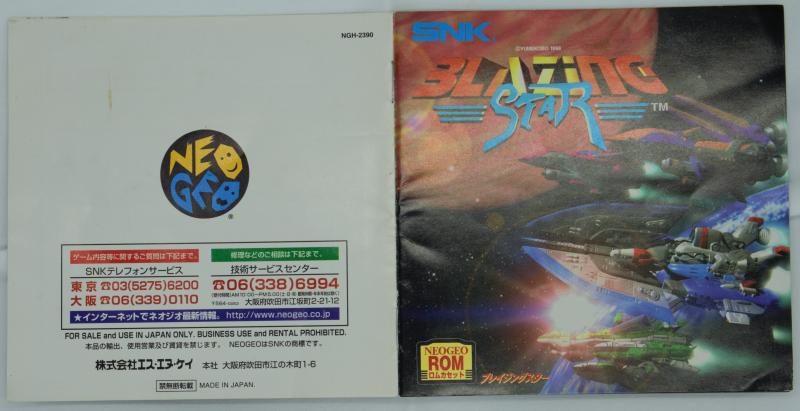 NGH-2390
NEO
GEO
®
ゲーム内容等に関するご質問は下記まで。
SNKテレフォンサービス
東京 ☎03(5275)6200
大阪 ☎06(339)0110
修理などのご相談は下記まで。
技術サービスセンター
☎06(338)6994
大阪府吹田市江坂町2-21-12
★インターネットでネオジオ最新情報。 http://www.neogeo.co.jp
FOR SALE and USE IN JAPAN ONLY. BUSINESS USE and RENTAL PROHIBITED.
本品の輸出、使用営業及び賃貸を禁じます。 NEOGEOはSNKの商標です。
株式会社エス・エヌ・ケイ 本社 大阪府吹田市江の木町1-6
禁無断転載 MADE IN JAPAN.
SNK
©YUMEKOBO 1998
BLAZING
STAR
TM
NEOGEO
ROM
ロムカセット
ブレイジングスター